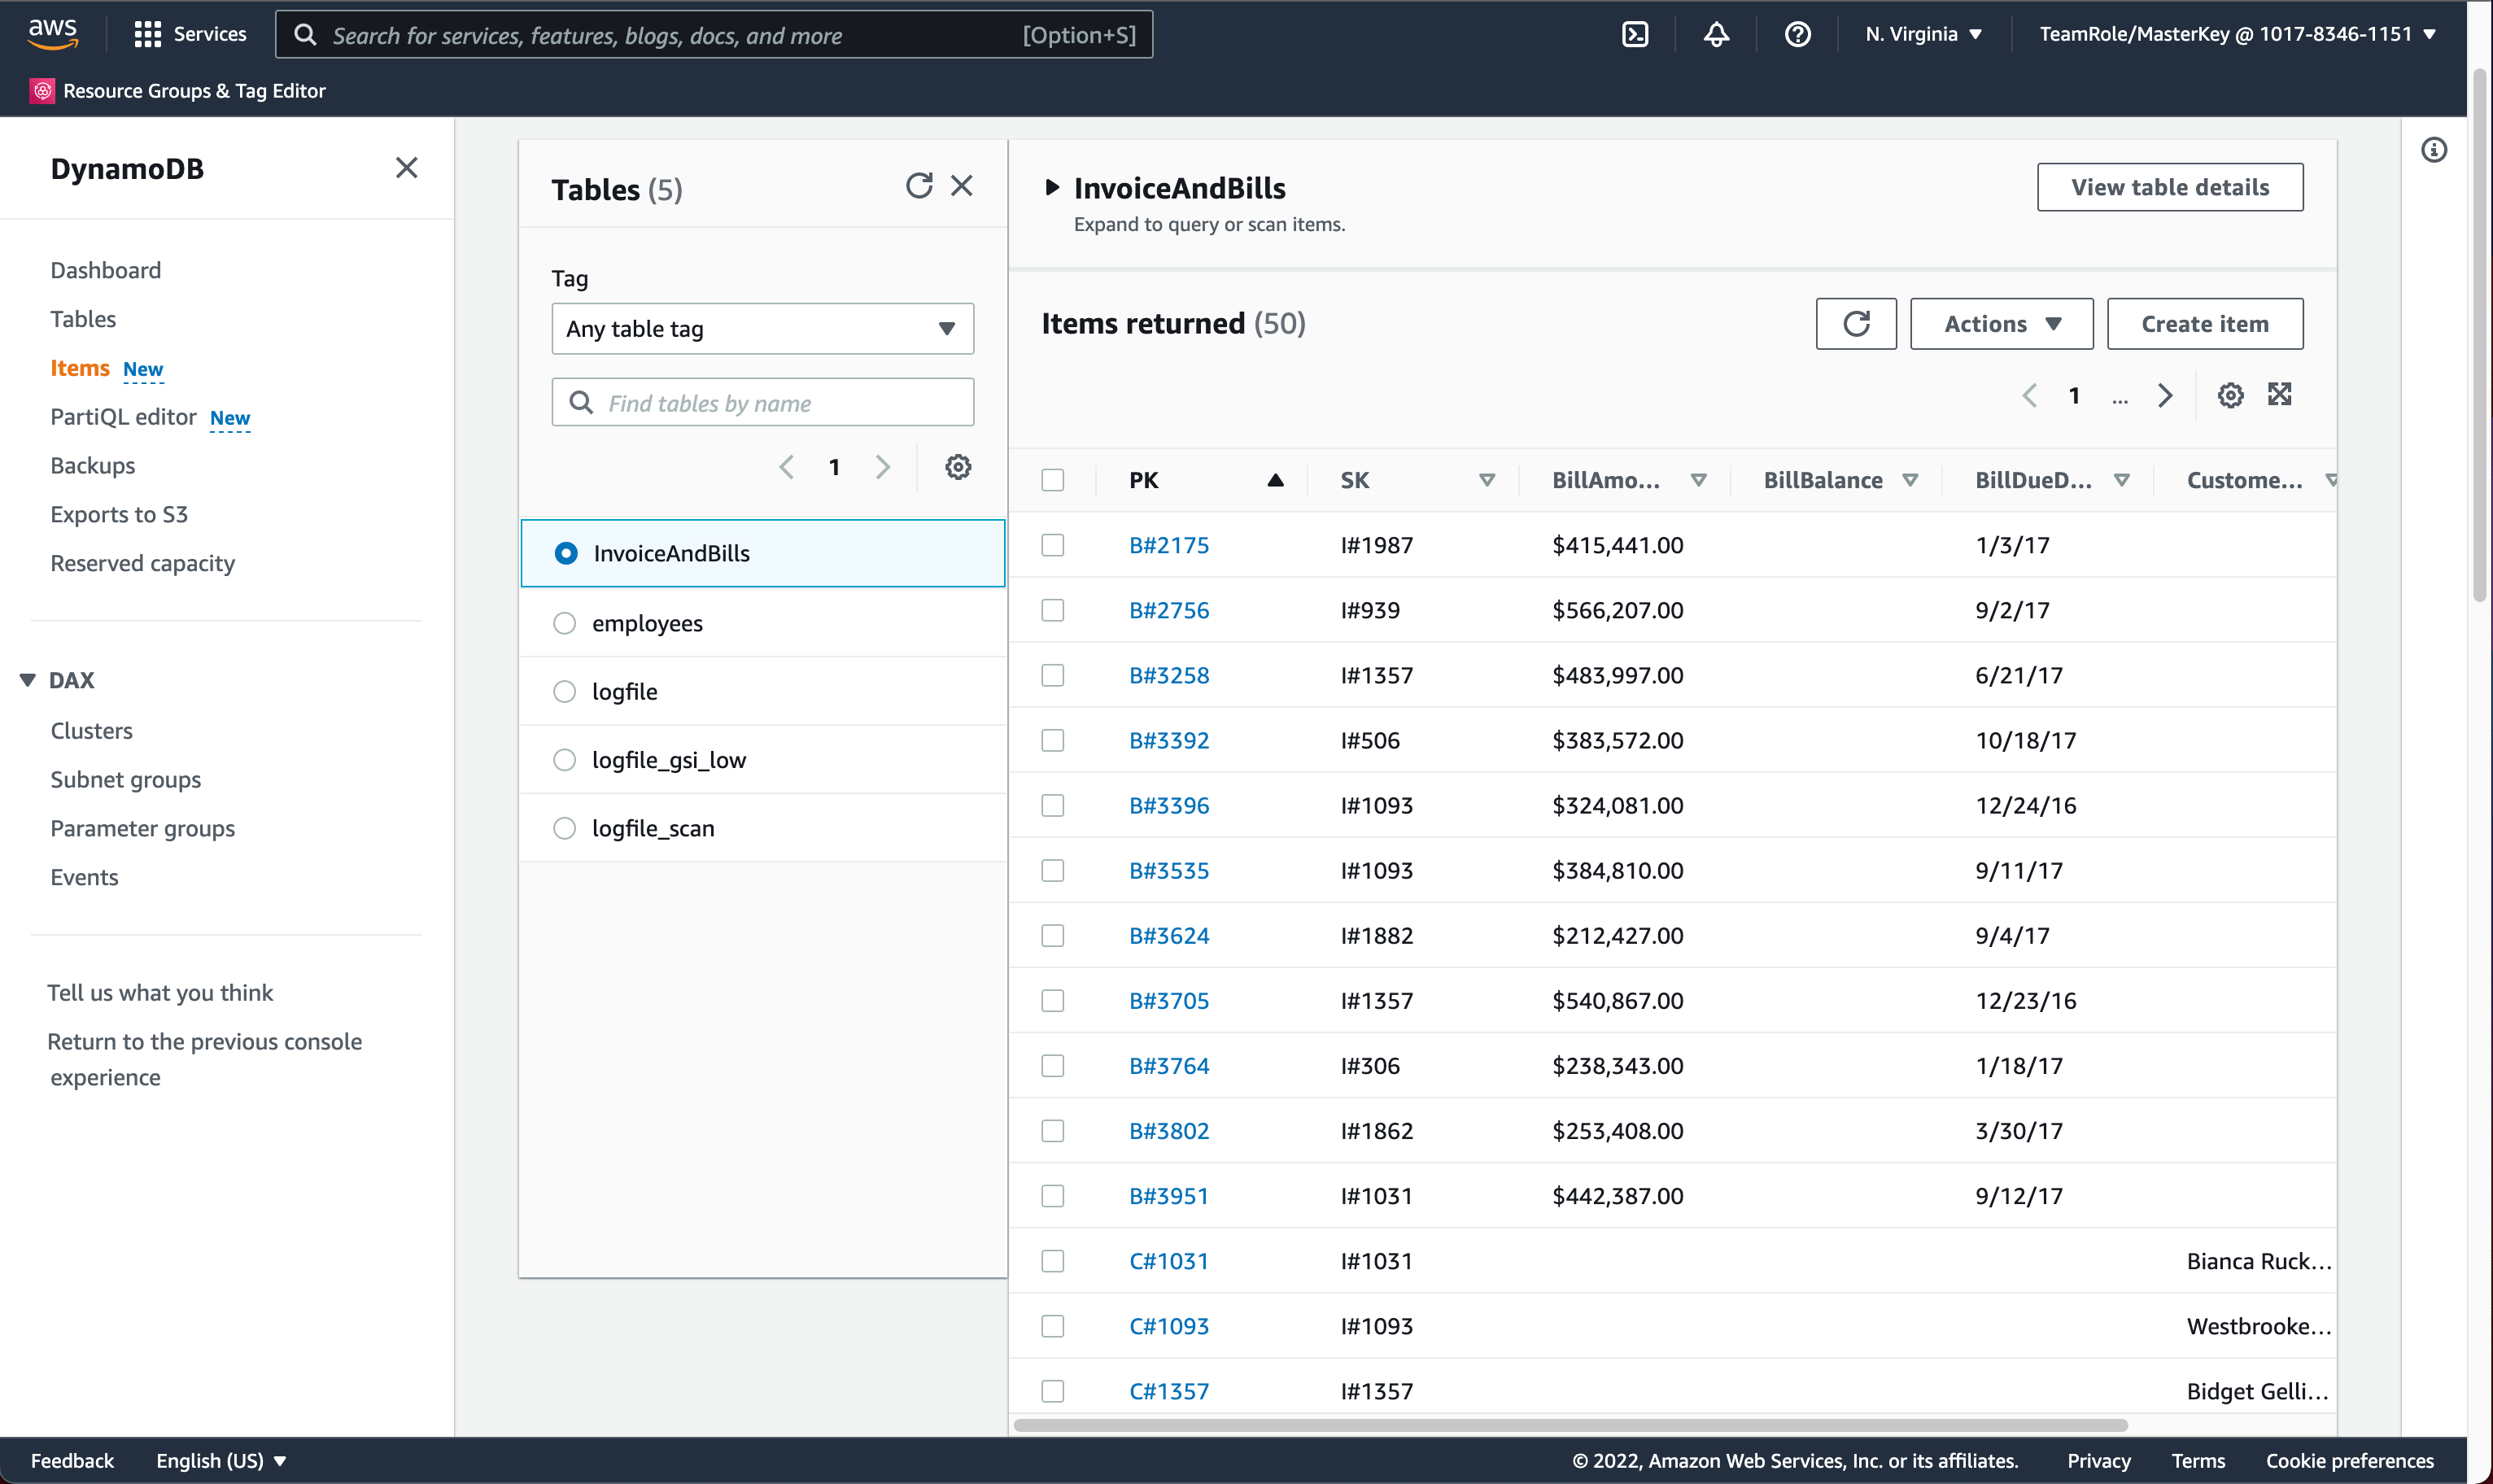 aws
Services
Search for services, features, blogs, docs, and more
[Option+S]
N. Virginia
TeamRole/MasterKey @ 1017-8346-1151
Resource Groups & Tag Editor
DynamoDB
Dashboard
Tables
Items New
PartiQL editor New
Backups
Exports to S3
Reserved capacity
DAX
Clusters
Subnet groups
Parameter groups
Events
Tell us what you think
Return to the previous console
experience
Tables (5)
Tag
Any table tag
Find tables by name
1
InvoiceAndBills
employees
logfile
logfile_gsi_low
logfile_scan
InvoiceAndBills
Expand to query or scan items.
View table details
Items returned (50)
Actions
Create item
1 ...
PK SK BillAmo... BillBalance BillDueD... Custome...
B#2175 I#1987 $415,441.00 1/3/17
B#2756 I#939 $566,207.00 9/2/17
B#3258 I#1357 $483,997.00 6/21/17
B#3392 I#506 $383,572.00 10/18/17
B#3396 I#1093 $324,081.00 12/24/16
B#3535 I#1093 $384,810.00 9/11/17
B#3624 I#1882 $212,427.00 9/4/17
B#3705 I#1357 $540,867.00 12/23/16
B#3764 I#306 $238,343.00 1/18/17
B#3802 I#1862 $253,408.00 3/30/17
B#3951 I#1031 $442,387.00 9/12/17
C#1031 I#1031 Bianca Ruck...
C#1093 I#1093 Westbrooke...
C#1357 I#1357 Bidget Gelli...
Feedback
English (US)
© 2022, Amazon Web Services, Inc. or its affiliates.
Privacy
Terms
Cookie preferences